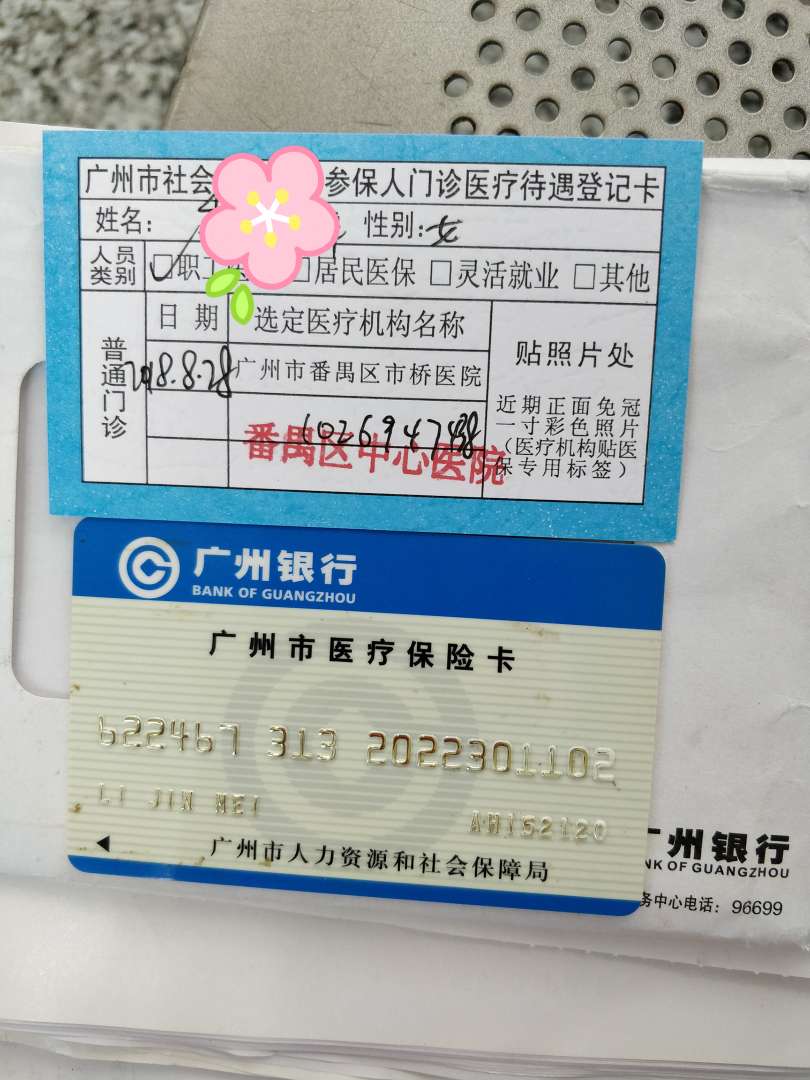 广州市社会 参保人门诊医疗待遇登记卡
姓名: 性别:女
人员类别 ☑职工 □居民医保 □灵活就业 □其他
普通门诊 日期 选定医疗机构名称 贴照片处
2018.8.28 广州市番禺区市桥医院
近期正面免冠
一寸彩色照片
(医疗机构贴医
保专用标签)
番禺区中心医院
广州银行
BANK OF GUANGZHOU
广州市医疗保险卡
622467 313 2022301102
LI JIN MEI
AH152120
广州市人力资源和社会保障局
广州银行
NK OF GUANGZHOU
务中心电话: 96699